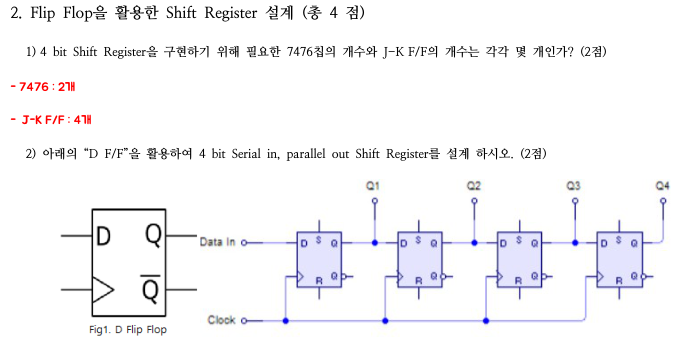 2. Flip Flop을 활용한 Shift Register 설계 (총 4 점)
1) 4 bit Shift Register을 구현하기 위해 필요한 7476칩의 개수와 J-K F/F의 개수는 각각 몇 개인가? (2점)
- 7476 : 2개
- J-K F/F : 4개
2) 아래의 “D F/F”을 활용하여 4 bit Serial in, parallel out Shift Register를 설계 하시오. (2점)
Q1 Q2 Q3 Q4
D Q
Data In
D S Q D S Q D S Q D S Q
Q
R Q R Q R Q R Q
Clock
Fig1. D Flip Flop